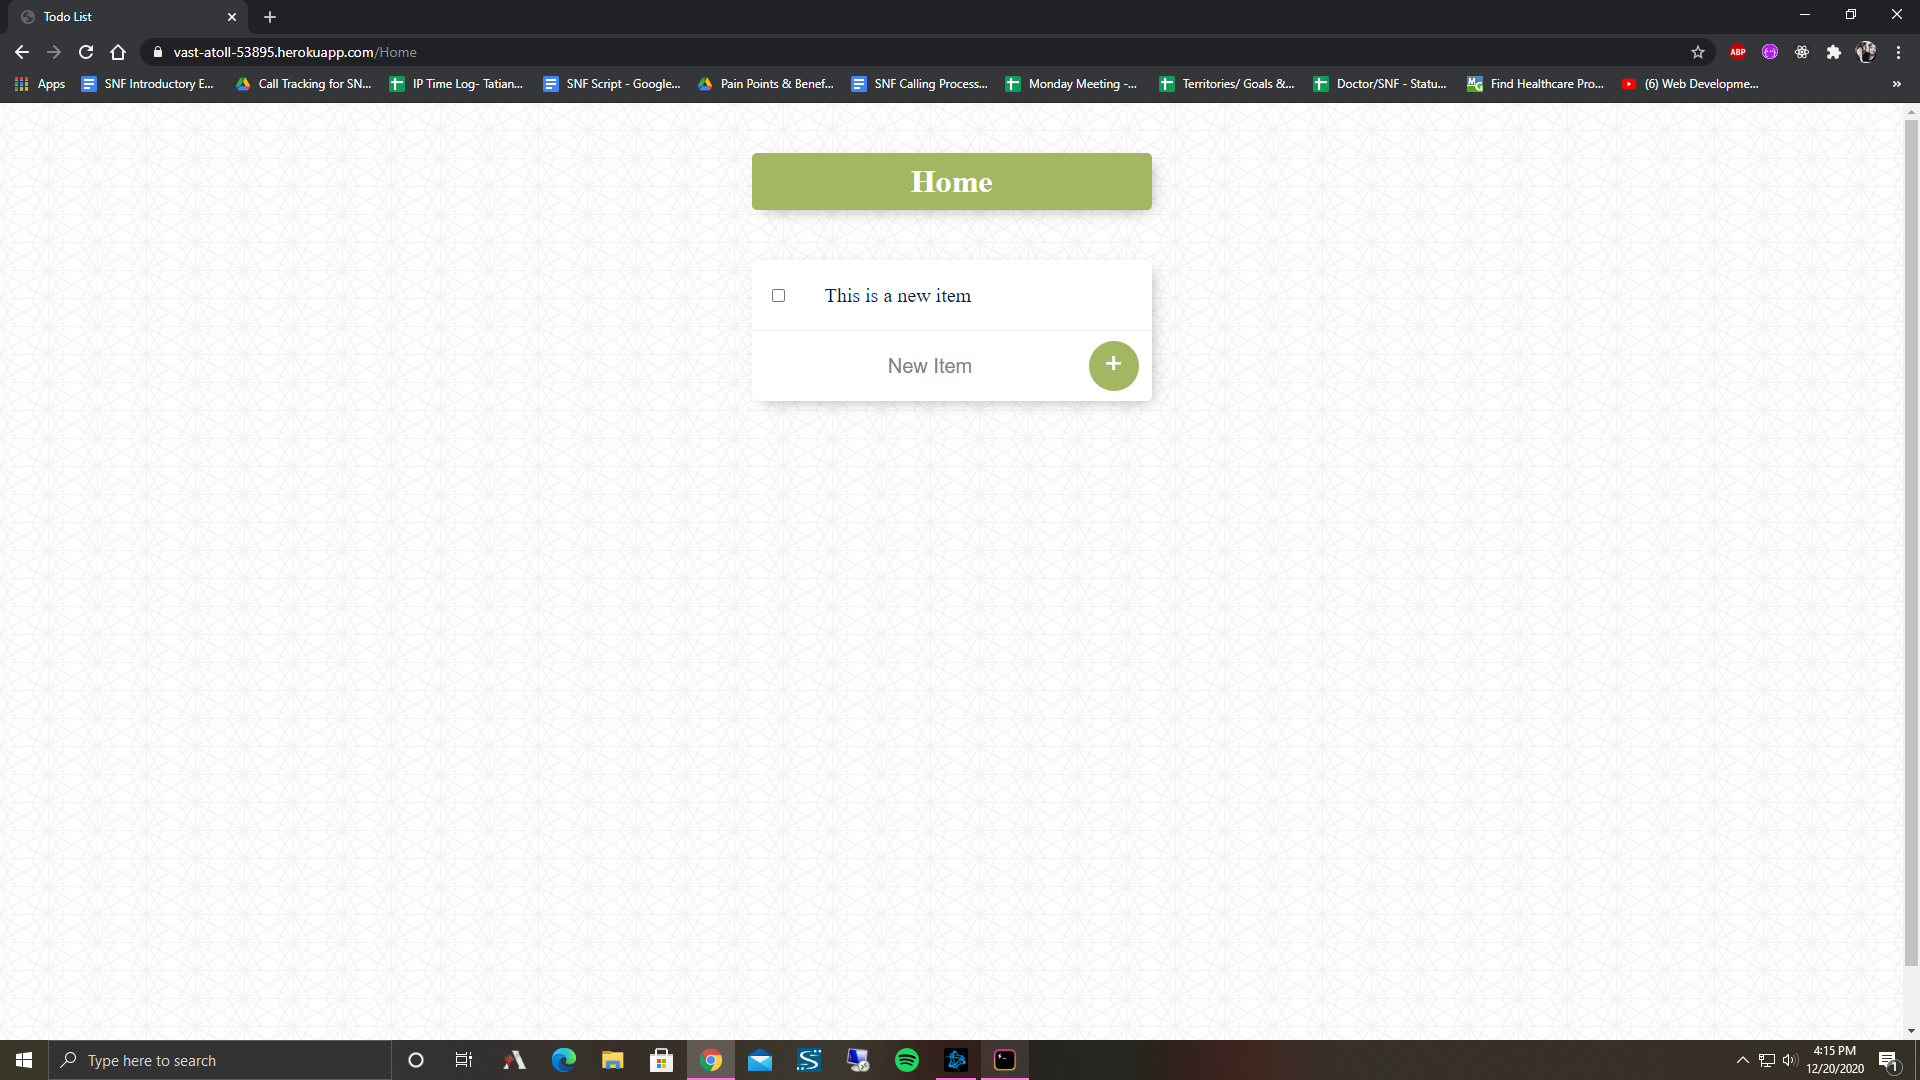 Todo List
vast-atoll-53895.herokuapp.com/Home
ABP
Apps
SNF Introductory E...
Call Tracking for SN...
IP Time Log- Tatian...
SNF Script - Google...
Pain Points & Benef...
SNF Calling Process...
Monday Meeting -...
Territories/ Goals &...
Doctor/SNF - Statu...
Find Healthcare Pro...
(6) Web Developme...
Home
This is a new item
New Item
+
Type here to search
4:15 PM
12/20/2020
1